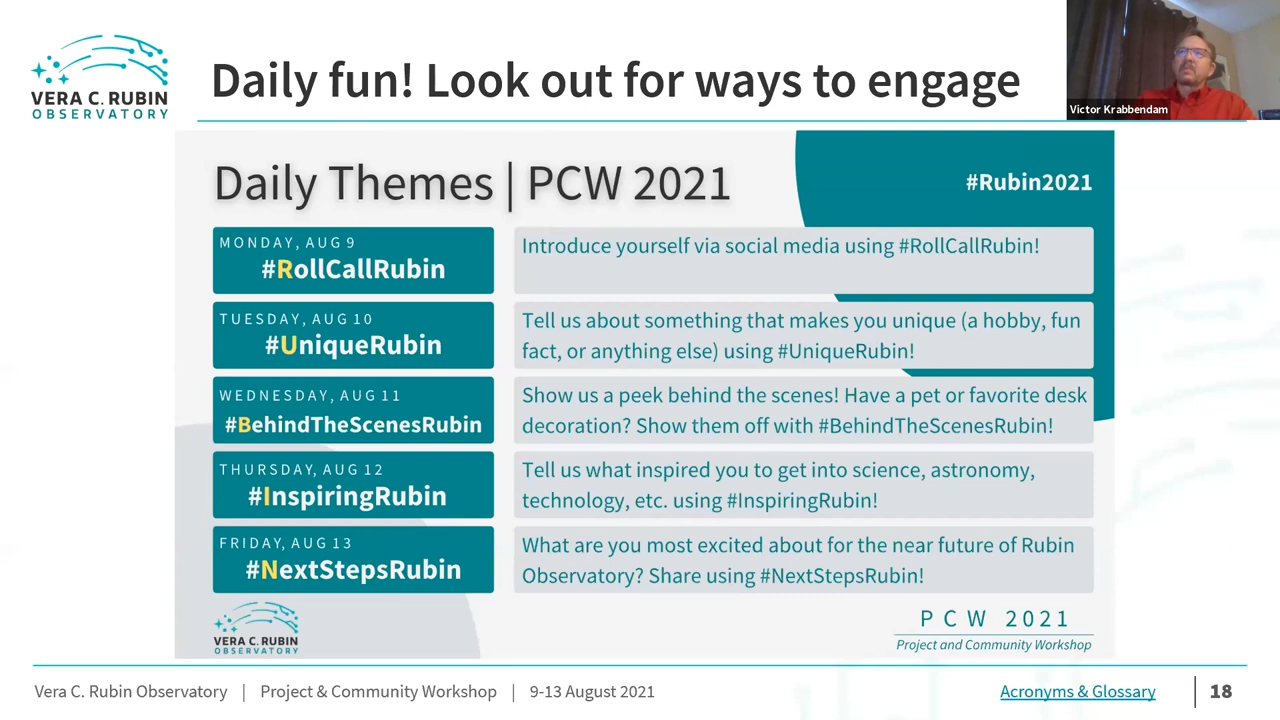 VERA C. RUBIN
OBSERVATORY
Daily fun! Look out for ways to engage
Victor Krabbendam
Daily Themes | PCW 2021
#Rubin2021
MONDAY, AUG 9
#RollCallRubin
Introduce yourself via social media using #RollCallRubin!
TUESDAY, AUG 10
#UniqueRubin
Tell us about something that makes you unique (a hobby, fun
fact, or anything else) using #UniqueRubin!
WEDNESDAY, AUG 11
#BehindTheScenesRubin
Show us a peek behind the scenes! Have a pet or favorite desk
decoration? Show them off with #BehindTheScenesRubin!
THURSDAY, AUG 12
#InspiringRubin
Tell us what inspired you to get into science, astronomy,
technology, etc. using #InspiringRubin!
FRIDAY, AUG 13
#NextStepsRubin
What are you most excited about for the near future of Rubin
Observatory? Share using #NextStepsRubin!
VERA C. RUBIN
OBSERVATORY
PCW 2021
Project and Community Workshop
Vera C. Rubin Observatory | Project & Community Workshop | 9-13 August 2021
Acronyms & Glossary
18